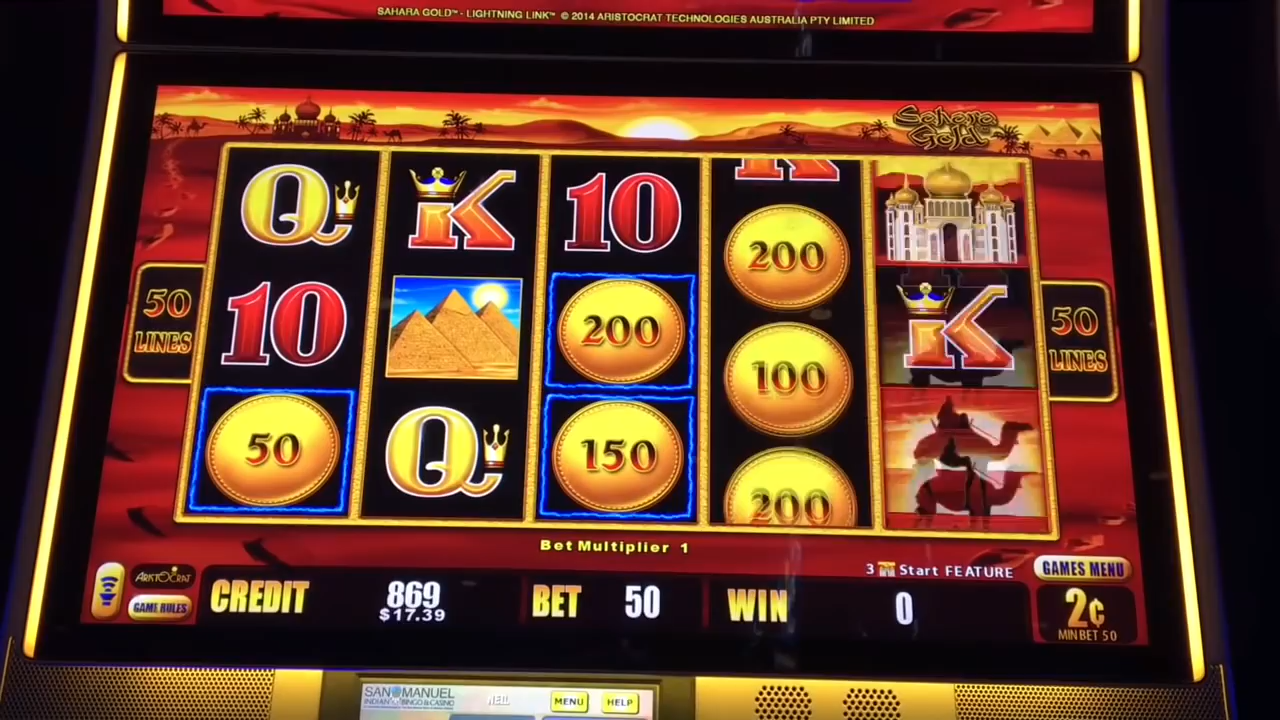 SAHARA GOLD™ - LIGHTNING LINK™ © 2014 ARISTOCRAT TECHNOLOGIES AUSTRALIA PTY LIMITED
Sahara
Gold
Q K 10 K
200
10 200 K
100
50 Q 150 200
50
LINES
50
LINES
Bet Multiplier 1
3 Start FEATURE
GAMES MENU
ARISTOCRAT
GAME RULES
CREDIT 869
$17.39
BET 50
WIN 0
2¢
MIN BET 50
SAN MANUEL
INDIAN BINGO & CASINO
NEIL
MENU
HELP